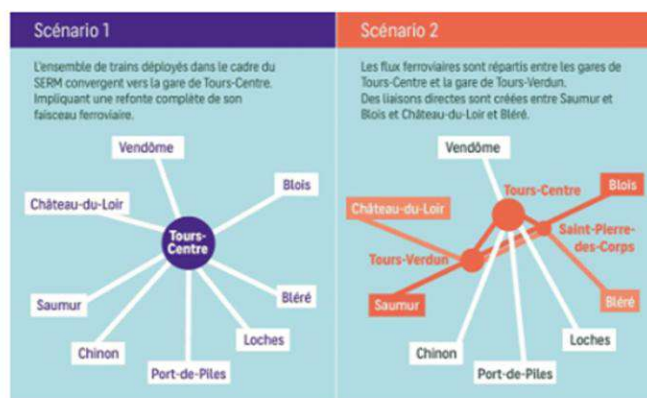 Scénario 1
L'ensemble de trains déployés dans le cadre du
SERM convergent vers la gare de Tours-Centre.
Impliquant une refonte complète de son
faisceau ferroviaire.
Vendôme
Blois
Château-du-Loir
Tours-
Centre
Saumur
Bléré
Chinon
Loches
Port-de-Piles
Scénario 2
Les flux ferroviaires sont répartis entre les gares de
Tours-Centre et la gare de Tours-Verdun.
Des liaisons directes sont créées entre Saumur et
Blois et Château-du-Loir et Bléré.
Vendôme
Tours-Centre
Blois
Château-du-Loir
Saint-Pierre-
des-Corps
Tours-Verdun
Saumur
Bléré
Chinon
Loches
Port-de-Piles